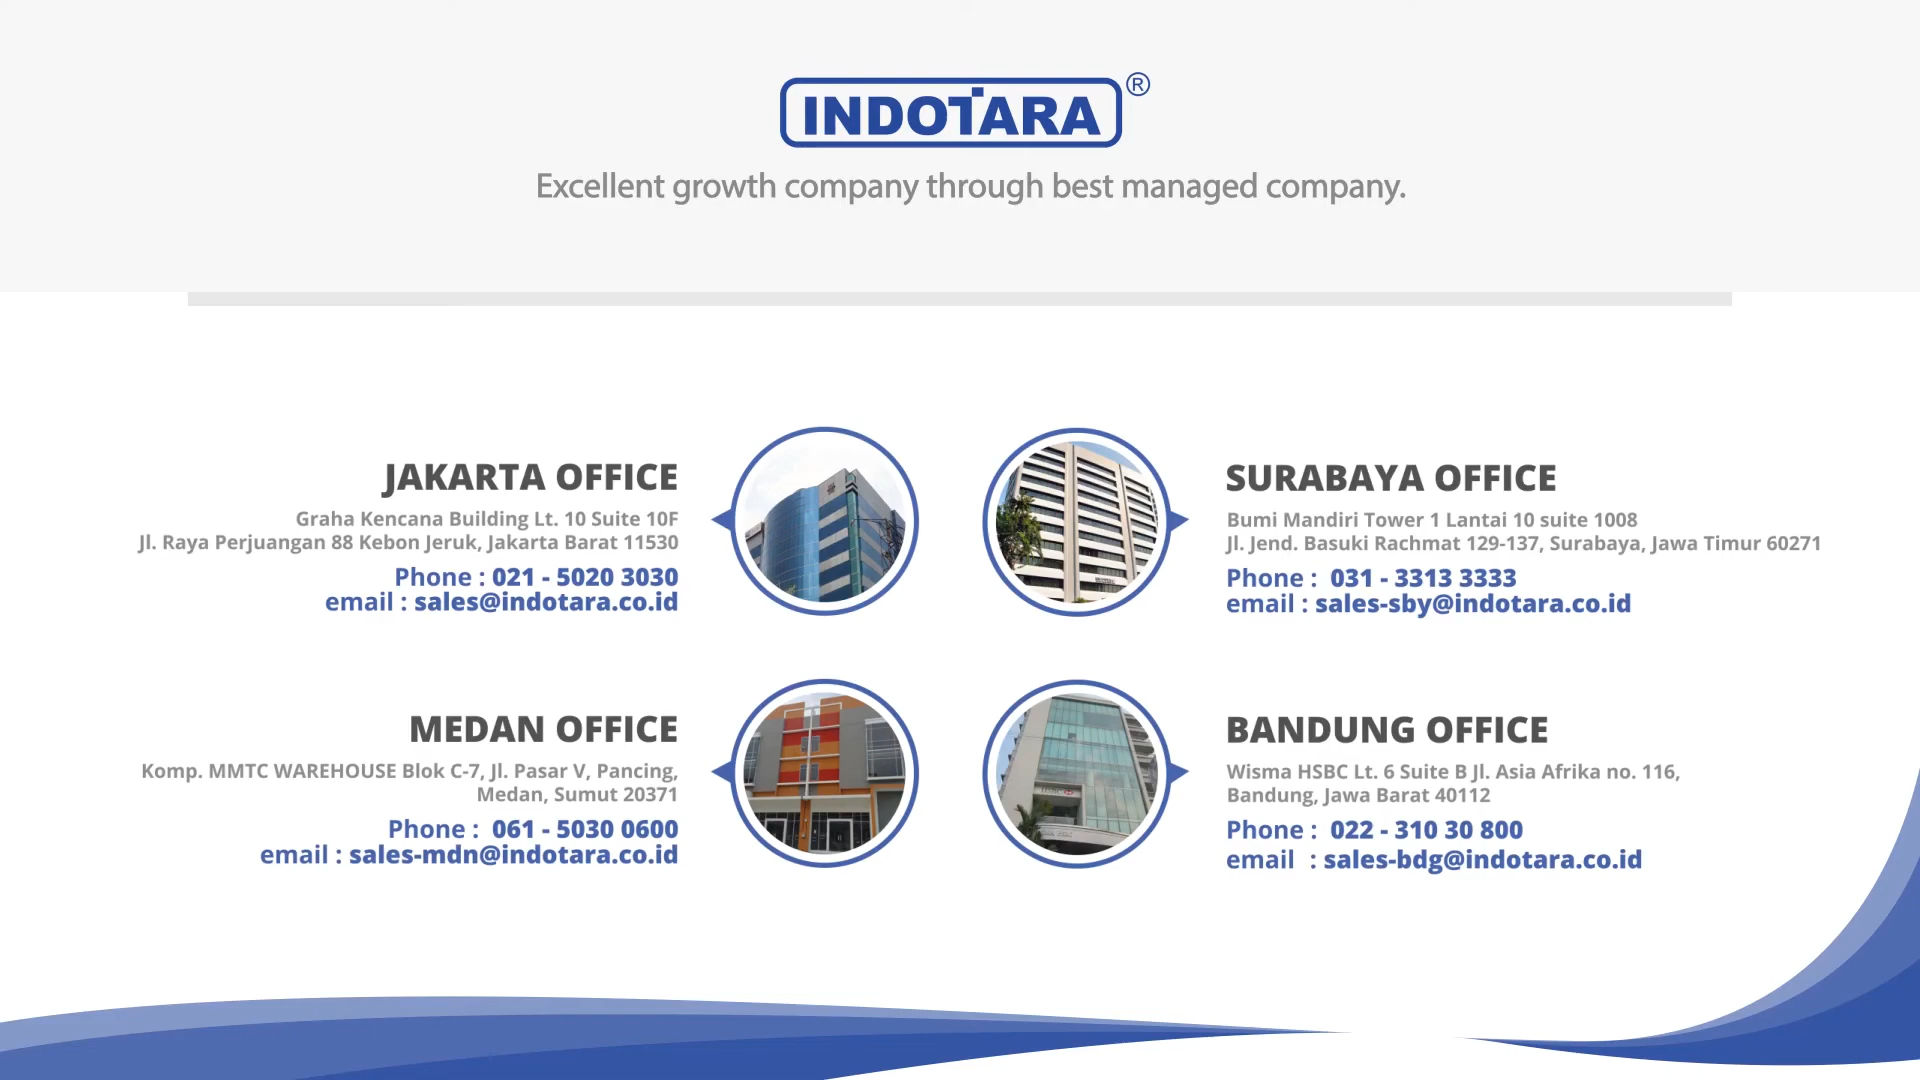 INDOTARA®
Excellent growth company through best managed company.
JAKARTA OFFICE
Graha Kencana Building Lt. 10 Suite 10F
Jl. Raya Perjuangan 88 Kebon Jeruk, Jakarta Barat 11530
Phone : 021 - 5020 3030
email : sales@indotara.co.id
SURABAYA OFFICE
Bumi Mandiri Tower 1 Lantai 10 suite 1008
Jl. Jend. Basuki Rachmat 129-137, Surabaya, Jawa Timur 60271
Phone :  031 - 3313 3333
email : sales-sby@indotara.co.id
MEDAN OFFICE
Komp. MMTC WAREHOUSE Blok C-7, Jl. Pasar V, Pancing,
Medan, Sumut 20371
Phone :  061 - 5030 0600
email : sales-mdn@indotara.co.id
BANDUNG OFFICE
Wisma HSBC Lt. 6 Suite B Jl. Asia Afrika no. 116,
Bandung, Jawa Barat 40112
Phone :  022 - 310 30 800
email  : sales-bdg@indotara.co.id
HSBC